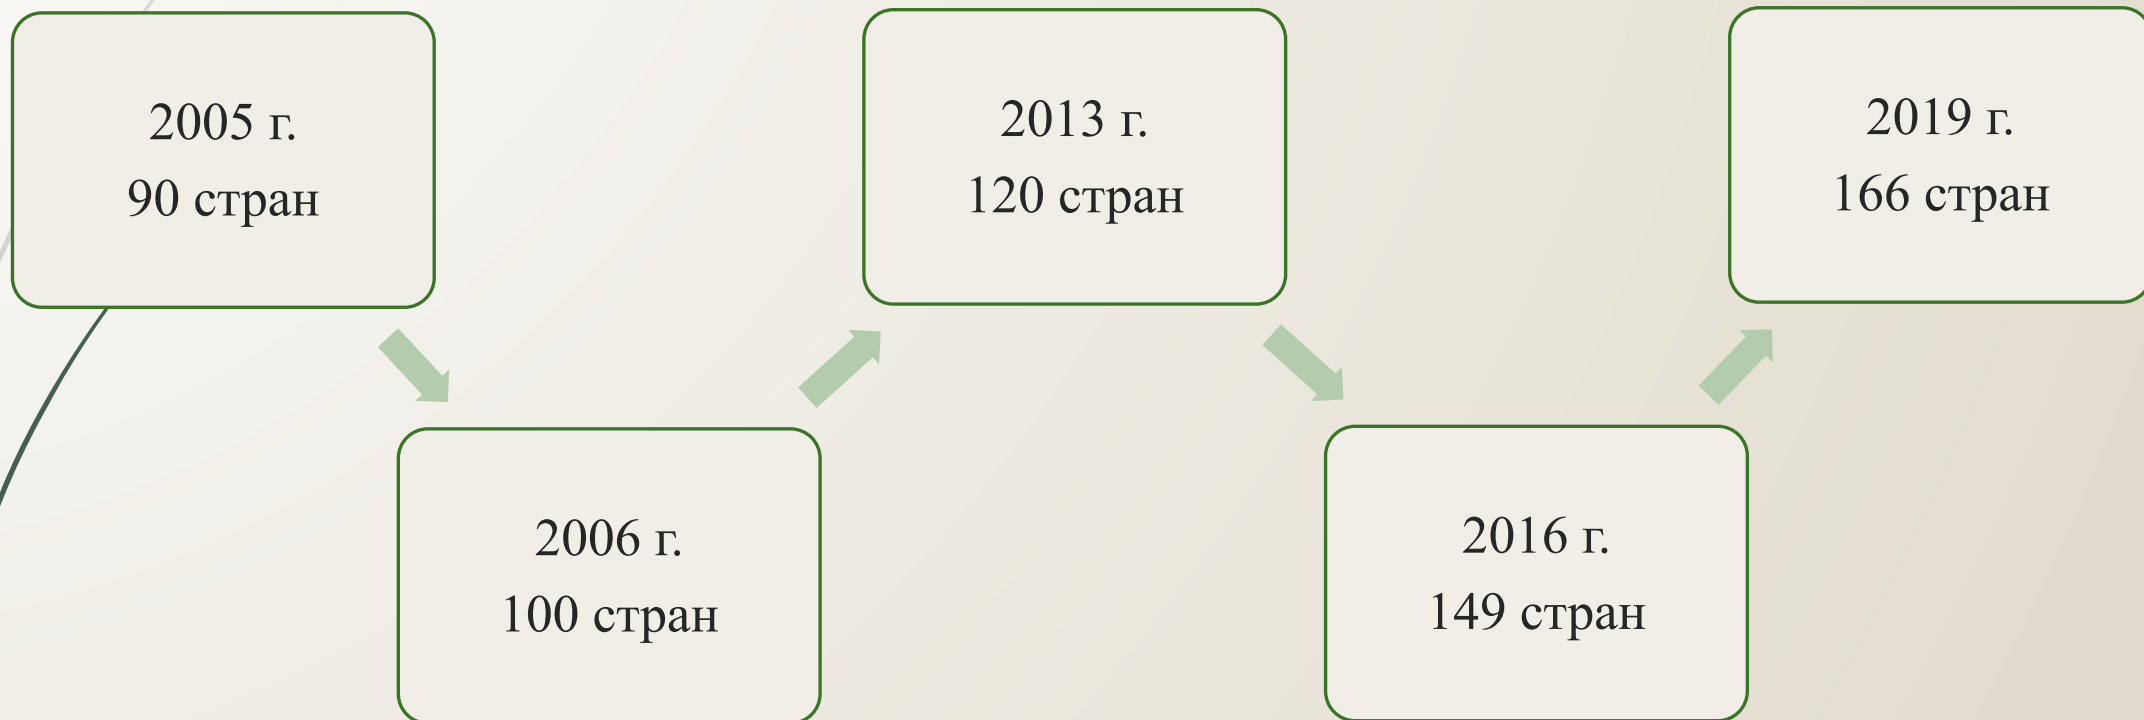 2005 г.
90 стран
2006 г.
100 стран
2013 г.
120 стран
2016 г.
149 стран
2019 г.
166 стран